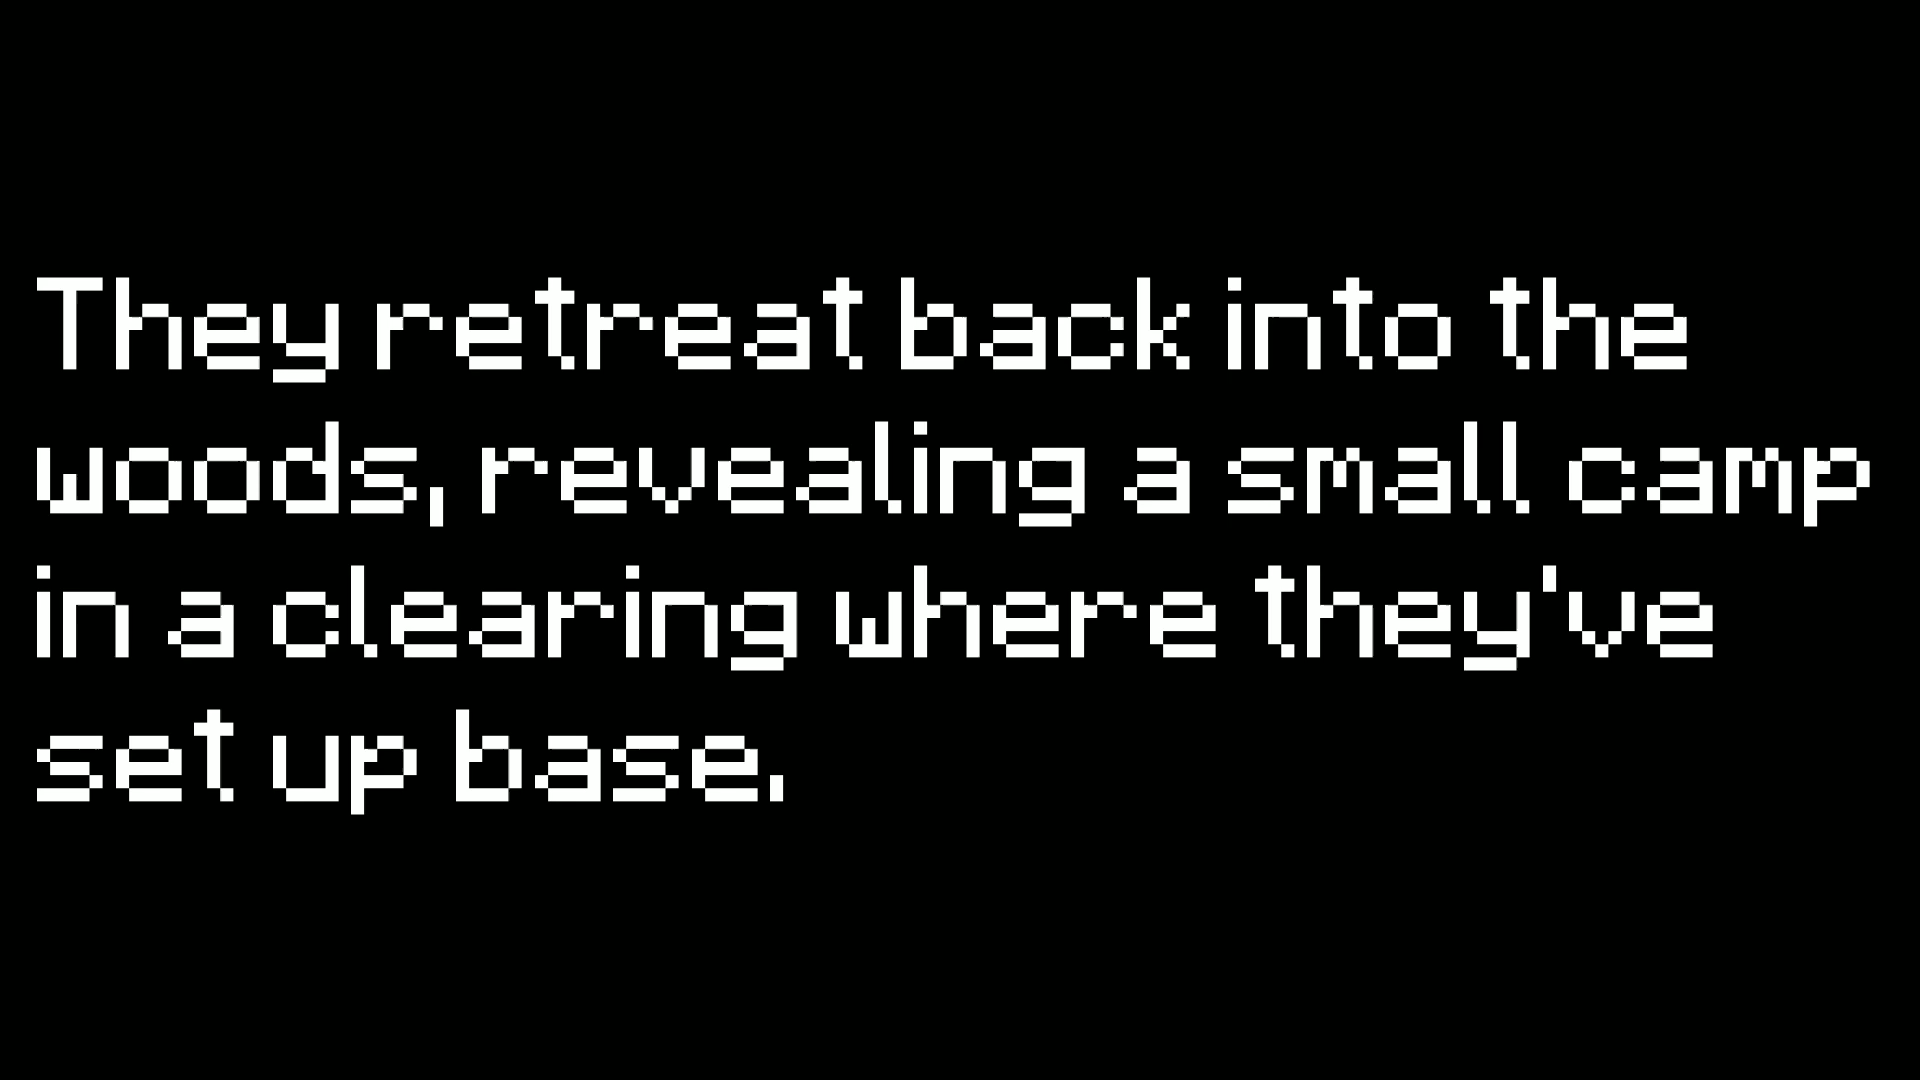 They retreat back into the
woods, revealing a small camp
in a clearing where they've
set up base.